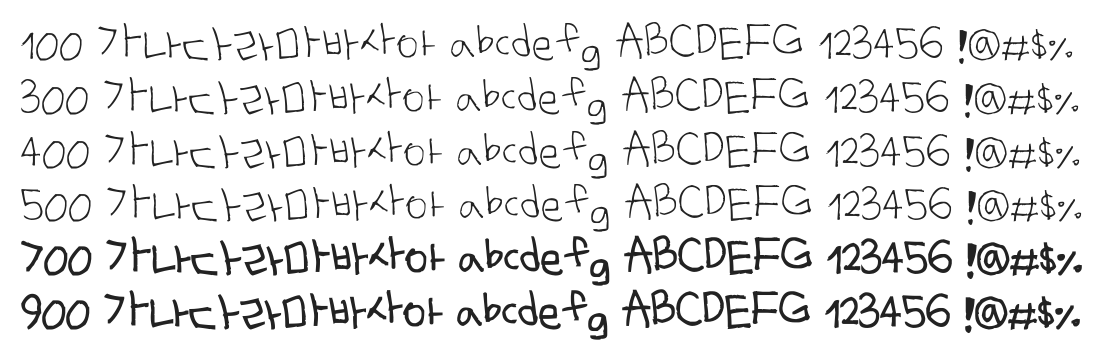 100 가나다라마바사아 abcdefg ABCDEFG 123456 !@#$%
300 가나다라마바사아 abcdefg ABCDEFG 123456 !@#$%
400 가나다라마바사아 abcdefg ABCDEFG 123456 !@#$%
500 가나다라마바사아 abcdefg ABCDEFG 123456 !@#$%
700 가나다라마바사아 abcdefg ABCDEFG 123456 !@#$%
900 가나다라마바사아 abcdefg ABCDEFG 123456 !@#$%